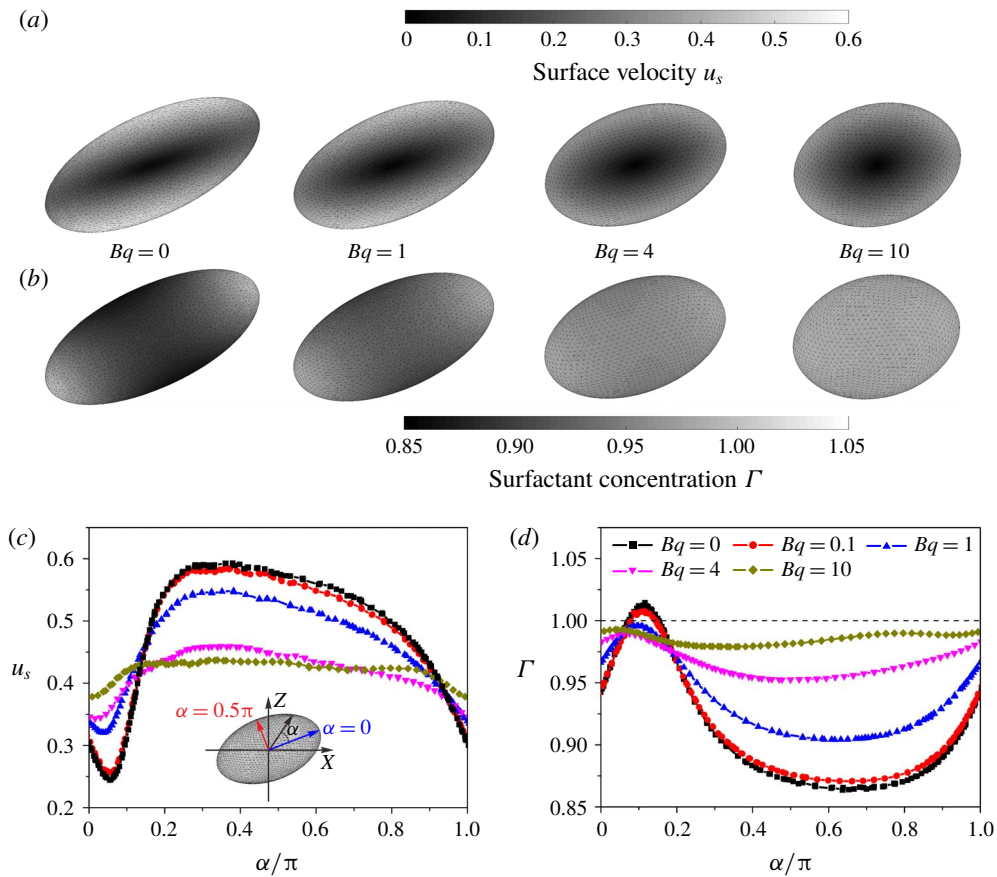 (a)
0 0.1 0.2 0.3 0.4 0.5 0.6
Surface velocity u_s
Bq = 0 Bq = 1 Bq = 4 Bq = 10
(b)
0.85 0.90 0.95 1.00 1.05
Surfactant concentration Γ
(c)
0.6
0.5
0.4
0.3
0.2
u_s
0 0.2 0.4 0.6 0.8 1.0
α/π
Z
α = 0.5π
α
α = 0
X
(d)
1.05
1.00
0.95
0.90
0.85
Γ
Bq = 0 Bq = 0.1 Bq = 1
Bq = 4 Bq = 10
0 0.2 0.4 0.6 0.8 1.0
α/π